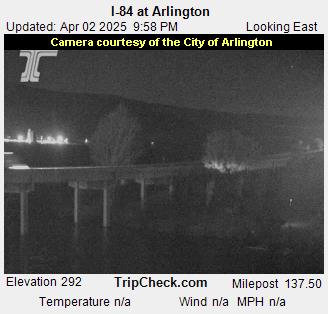 I-84 at Arlington
Updated: Apr 02 2025 9:58 PM Looking East
Camera courtesy of the City of Arlington
Elevation 292 TripCheck.com Milepost 137.50
Temperature n/a Wind n/a MPH n/a